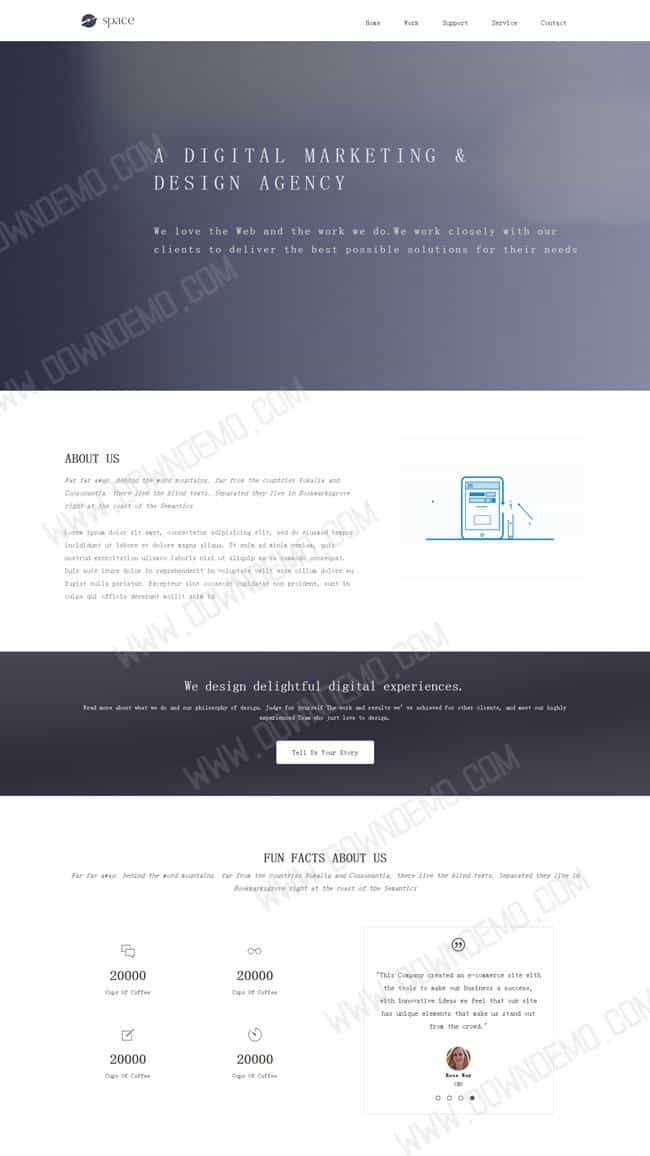 space
Home Work Support Service Contact
A DIGITAL MARKETING &
DESIGN AGENCY
We love the Web and the work we do.We work closely with our
clients to deliver the best possible solutions for their needs
ABOUT US
Far far away, behind the word mountains, far from the countries Vokalia and
Consonantia, there live the blind texts. Separated they live in Bookmarksgrove
right at the coast of the Semantics
Lorem ipsum dolor sit amet, consectetur adipisicing elit, sed do eiusmod tempor
incididunt ut labore et dolore magna aliqua. Ut enim ad minim veniam, quis
nostrud exercitation ullamco laboris nisi ut aliquip ex ea commodo consequat.
Duis aute irure dolor in reprehenderit in voluptate velit esse cillum dolore eu
fugiat nulla pariatur. Excepteur sint occaecat cupidatat non proident, sunt in
culpa qui officia deserunt mollit anim id
We design delightful digital experiences.
Read more about what we do and our philosophy of design. Judge for yourself The work and results we've achieved for other clients, and meet our highly
experienced Team who just love to design.
Tell Us Your Story
FUN FACTS ABOUT US
Far far away, behind the word mountains, far from the countries Vokalia and Consonantia, there live the blind texts. Separated they live in
Bookmarksgrove right at the coast of the Semantics
20000
Cups Of Coffee
20000
Cups Of Coffee
20000
Cups Of Coffee
20000
Cups Of Coffee
"This Company created an e-commerce site with
the tools to make our business a success,
with innovative ideas we feel that our site
has unique elements that make us stand out
from the crowd."
Rose Ray
CEO
WWW.DOWNDEMO.COM